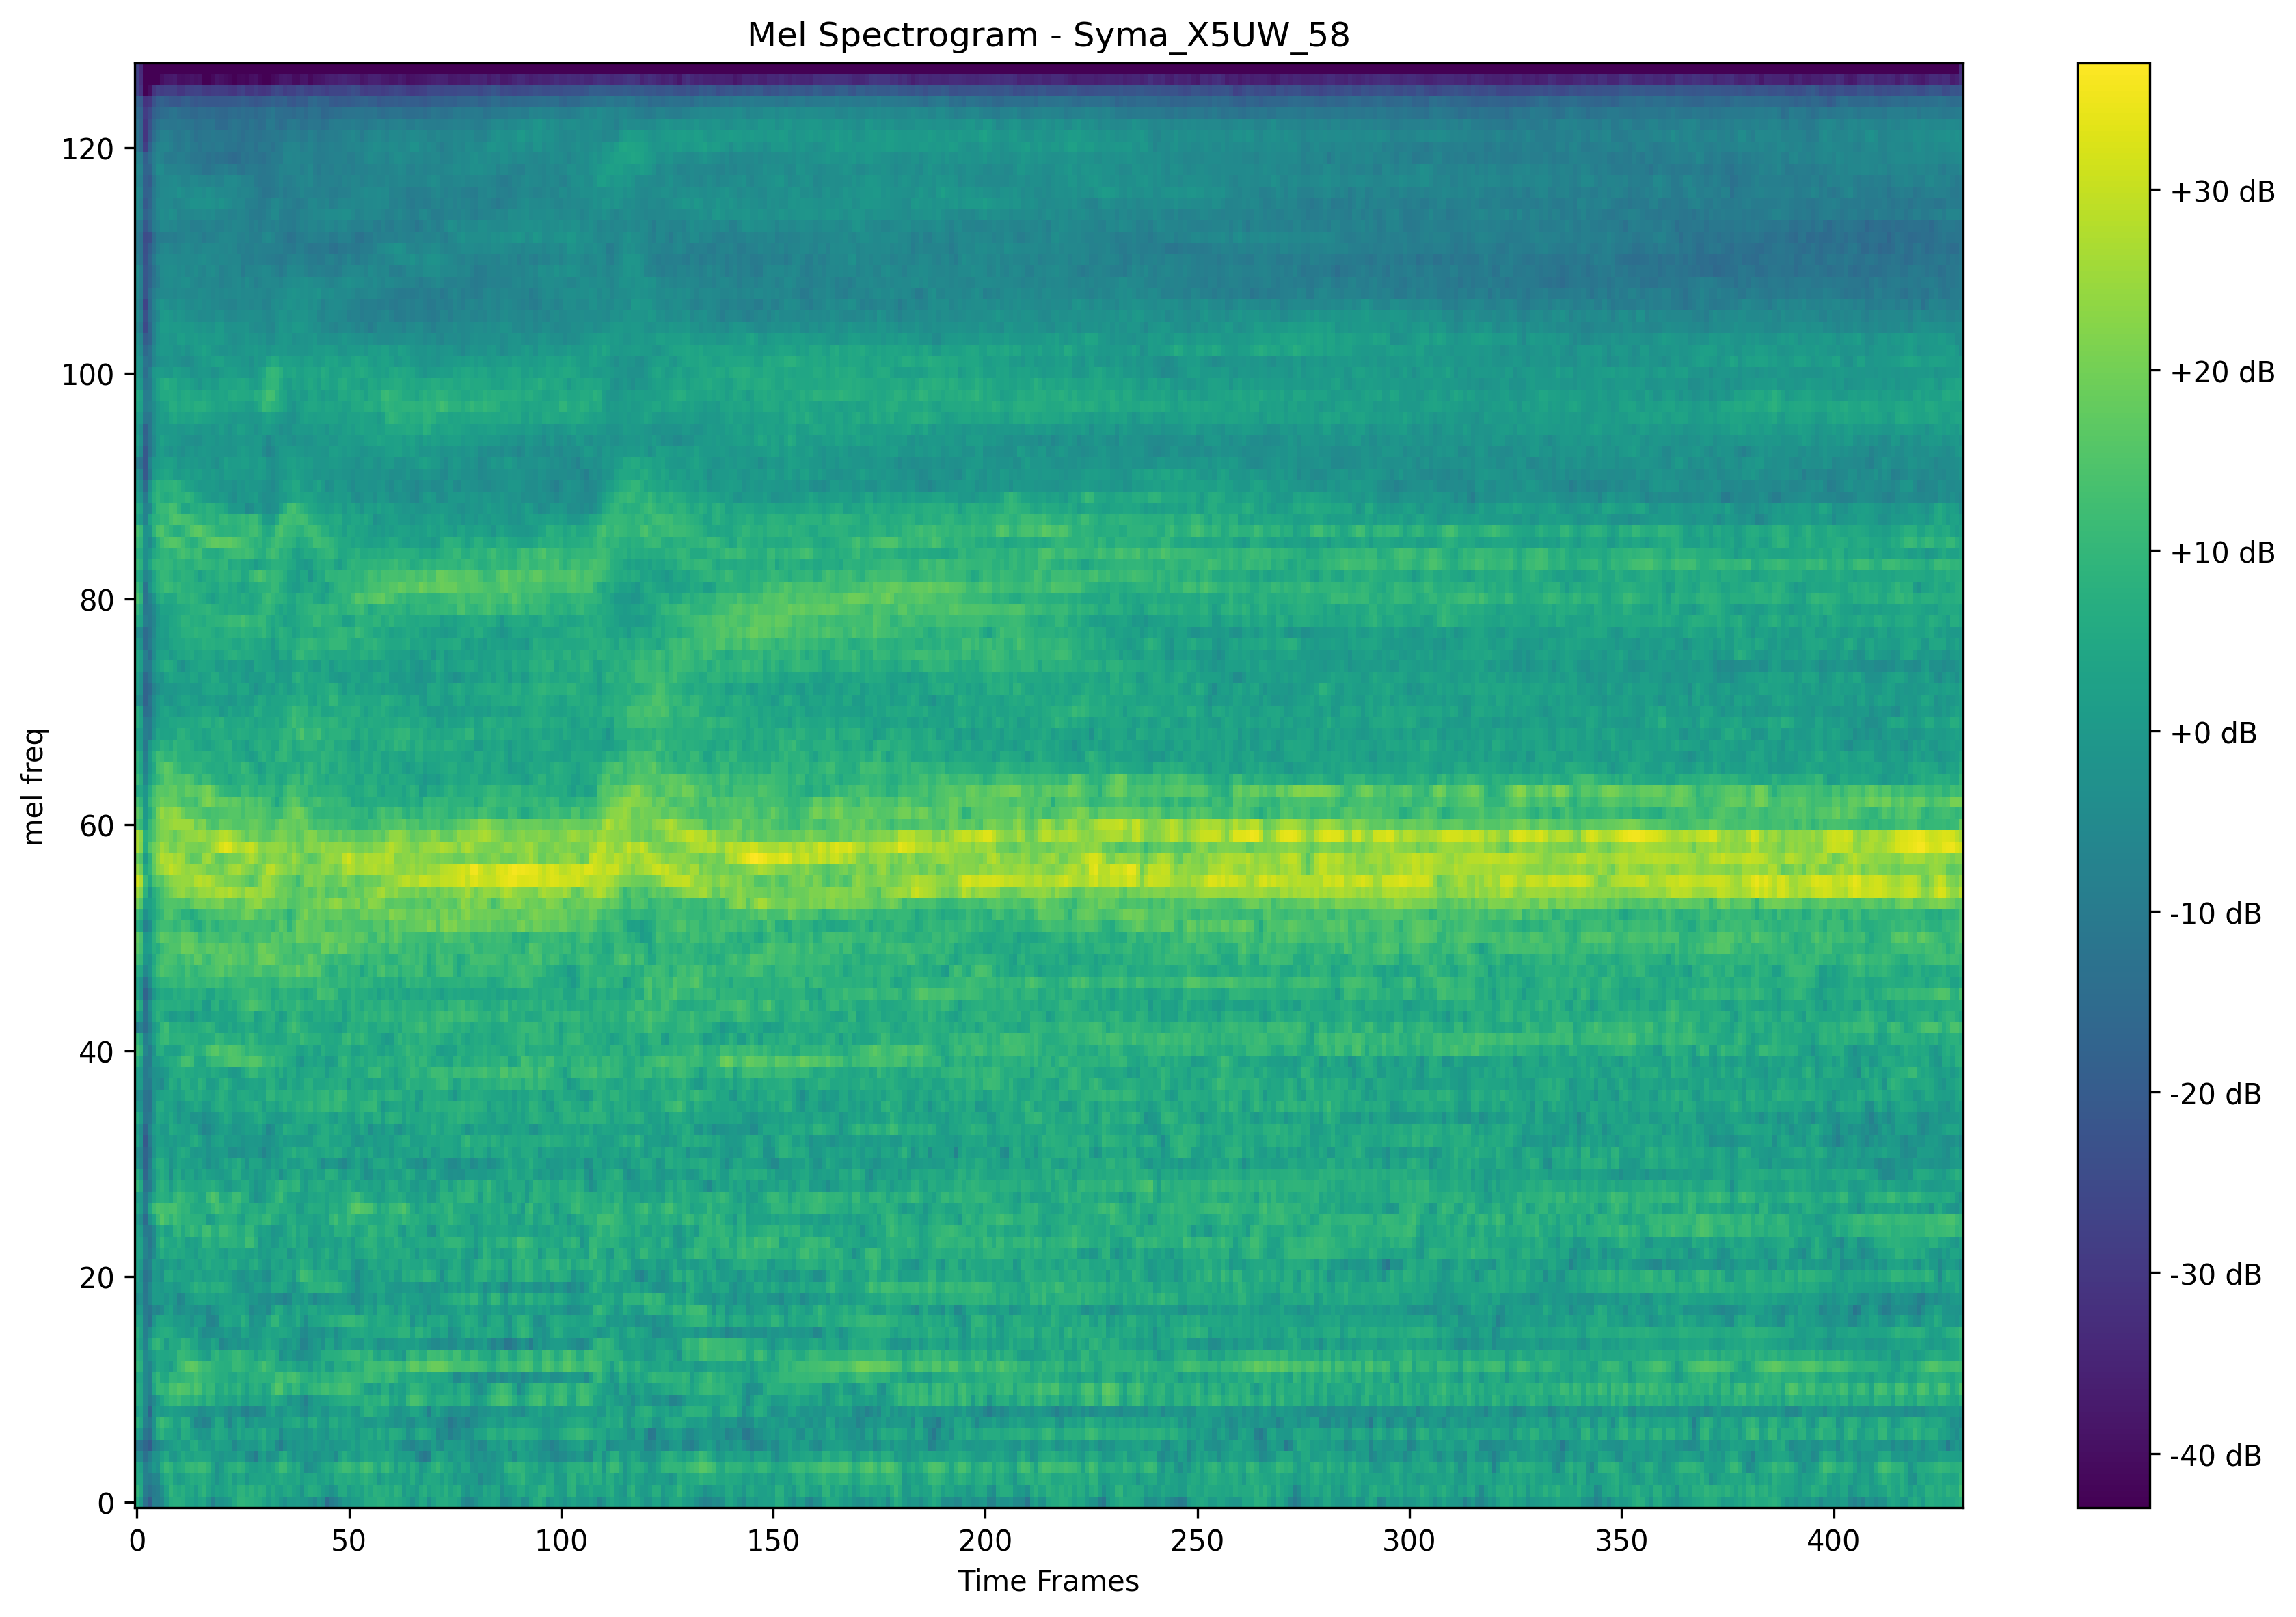 Mel Spectrogram - Syma_X5UW_58
mel freq
120
100
80
60
40
20
0
0 50 100 150 200 250 300 350 400
Time Frames
+30 dB
+20 dB
+10 dB
+0 dB
-10 dB
-20 dB
-30 dB
-40 dB